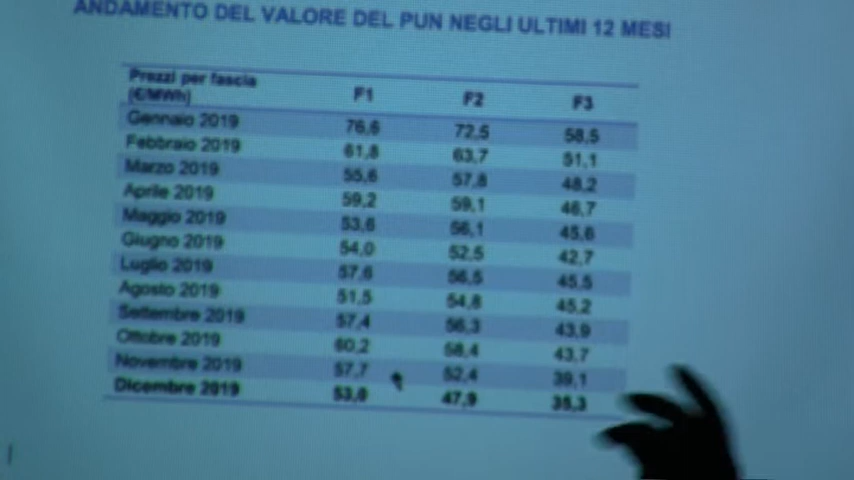 ANDAMENTO DEL VALORE DEL PUN NEGLI ULTIMI 12 MESI
Prezzi per fascia (€/MWh) F1 F2 F3
Gennaio 2019 76,6 72,5 58,5
Febbraio 2019 61,8 63,7 51,1
Marzo 2019 55,6 57,8 48,2
Aprile 2019 59,2 59,1 46,7
Maggio 2019 53,6 56,1 45,6
Giugno 2019 54,0 52,5 42,7
Luglio 2019 57,6 56,5 45,5
Agosto 2019 51,5 54,8 45,2
Settembre 2019 57,4 56,3 43,9
Ottobre 2019 60,2 58,4 43,7
Novembre 2019 57,7 52,4 39,1
Dicembre 2019 47,9 35,3